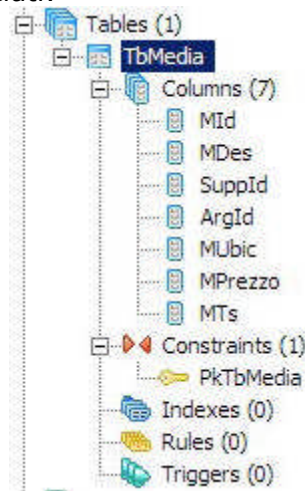 Tables (1)
TbMedia
Columns (7)
MId
MDes
SuppId
ArgId
MUbic
MPrezzo
MTs
Constraints (1)
PkTbMedia
Indexes (0)
Rules (0)
Triggers (0)